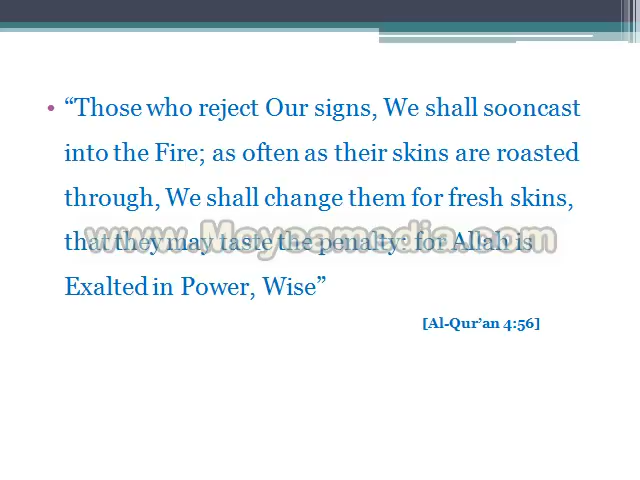 • “Those who reject Our signs, We shall sooncast
into the Fire; as often as their skins are roasted
through, We shall change them for fresh skins,
that they may taste the penalty: for Allah is
www.Maysamedia.com
Exalted in Power, Wise”
[Al-Qur’an 4:56]